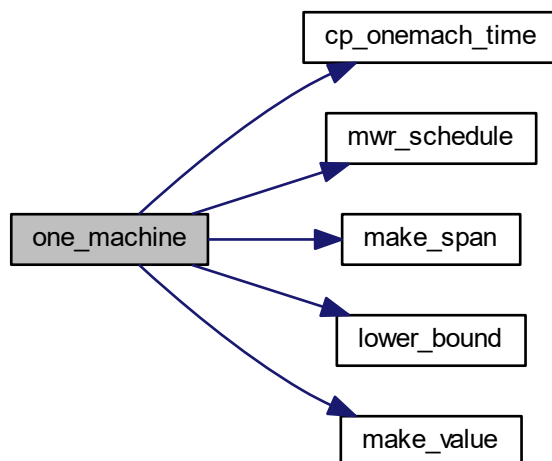 cp_onemach_time
mwr_schedule
one_machine
make_span
lower_bound
make_value